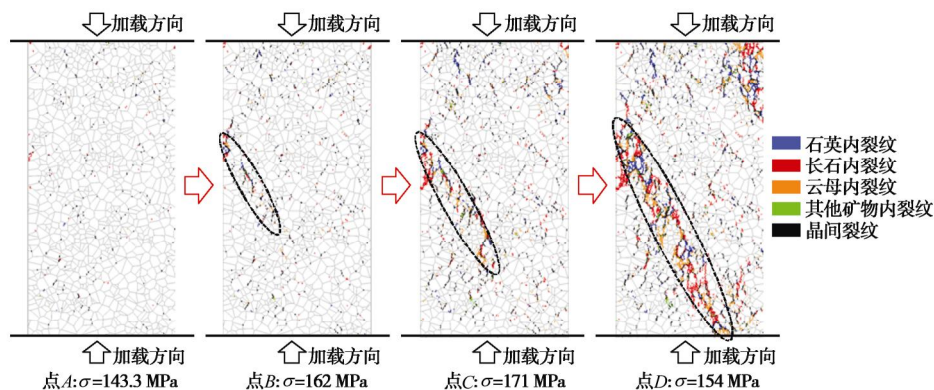 加载方向
加载方向
加载方向
加载方向
石英内裂纹
长石内裂纹
云母内裂纹
其他矿物内裂纹
晶间裂纹
加载方向
加载方向
加载方向
加载方向
点A:σ=143.3 MPa
点B:σ=162 MPa
点C:σ=171 MPa
点D:σ=154 MPa